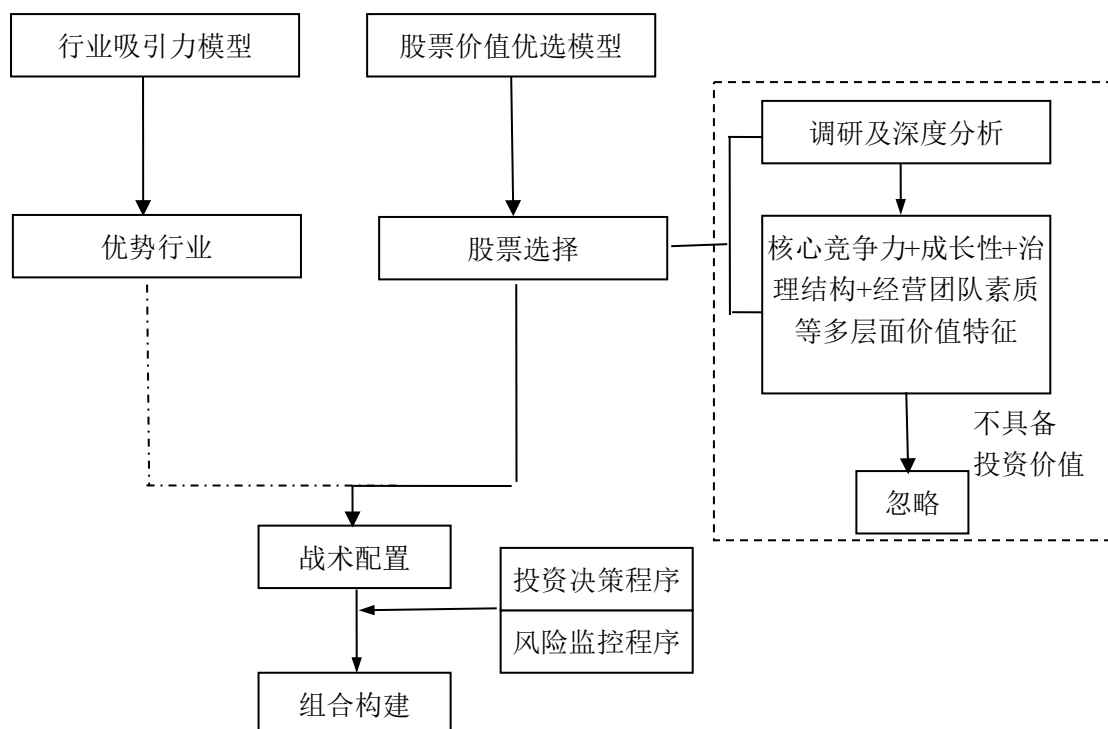 行业吸引力模型
股票价值优选模型
调研及深度分析
优势行业
股票选择
核心竞争力+成长性+治
理结构+经营团队素质
等多层面价值特征
不具备
投资价值
忽略
战术配置
投资决策程序
风险监控程序
组合构建